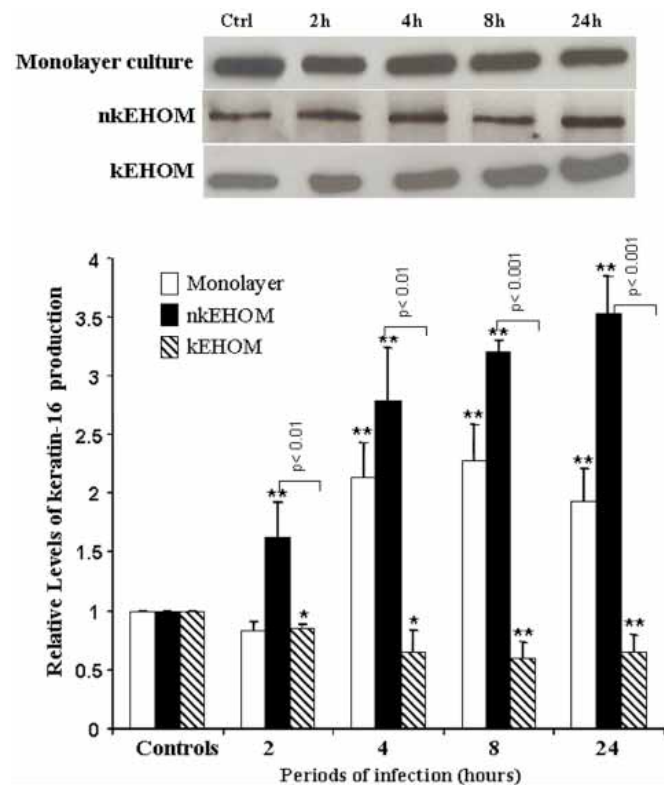 Ctrl 2h 4h 8h 24h
Monolayer culture
nkEHOM
kEHOM
4
3.5
3
2.5
2
1.5
1
0.5
0
Relative Levels of keratin-16 production
Monolayer
nkEHOM
kEHOM
** p< 0.01 *
** ** p< 0.01 *
** ** p< 0.001 **
** ** p< 0.001 **
Controls 2 4 8 24
Periods of infection (hours)